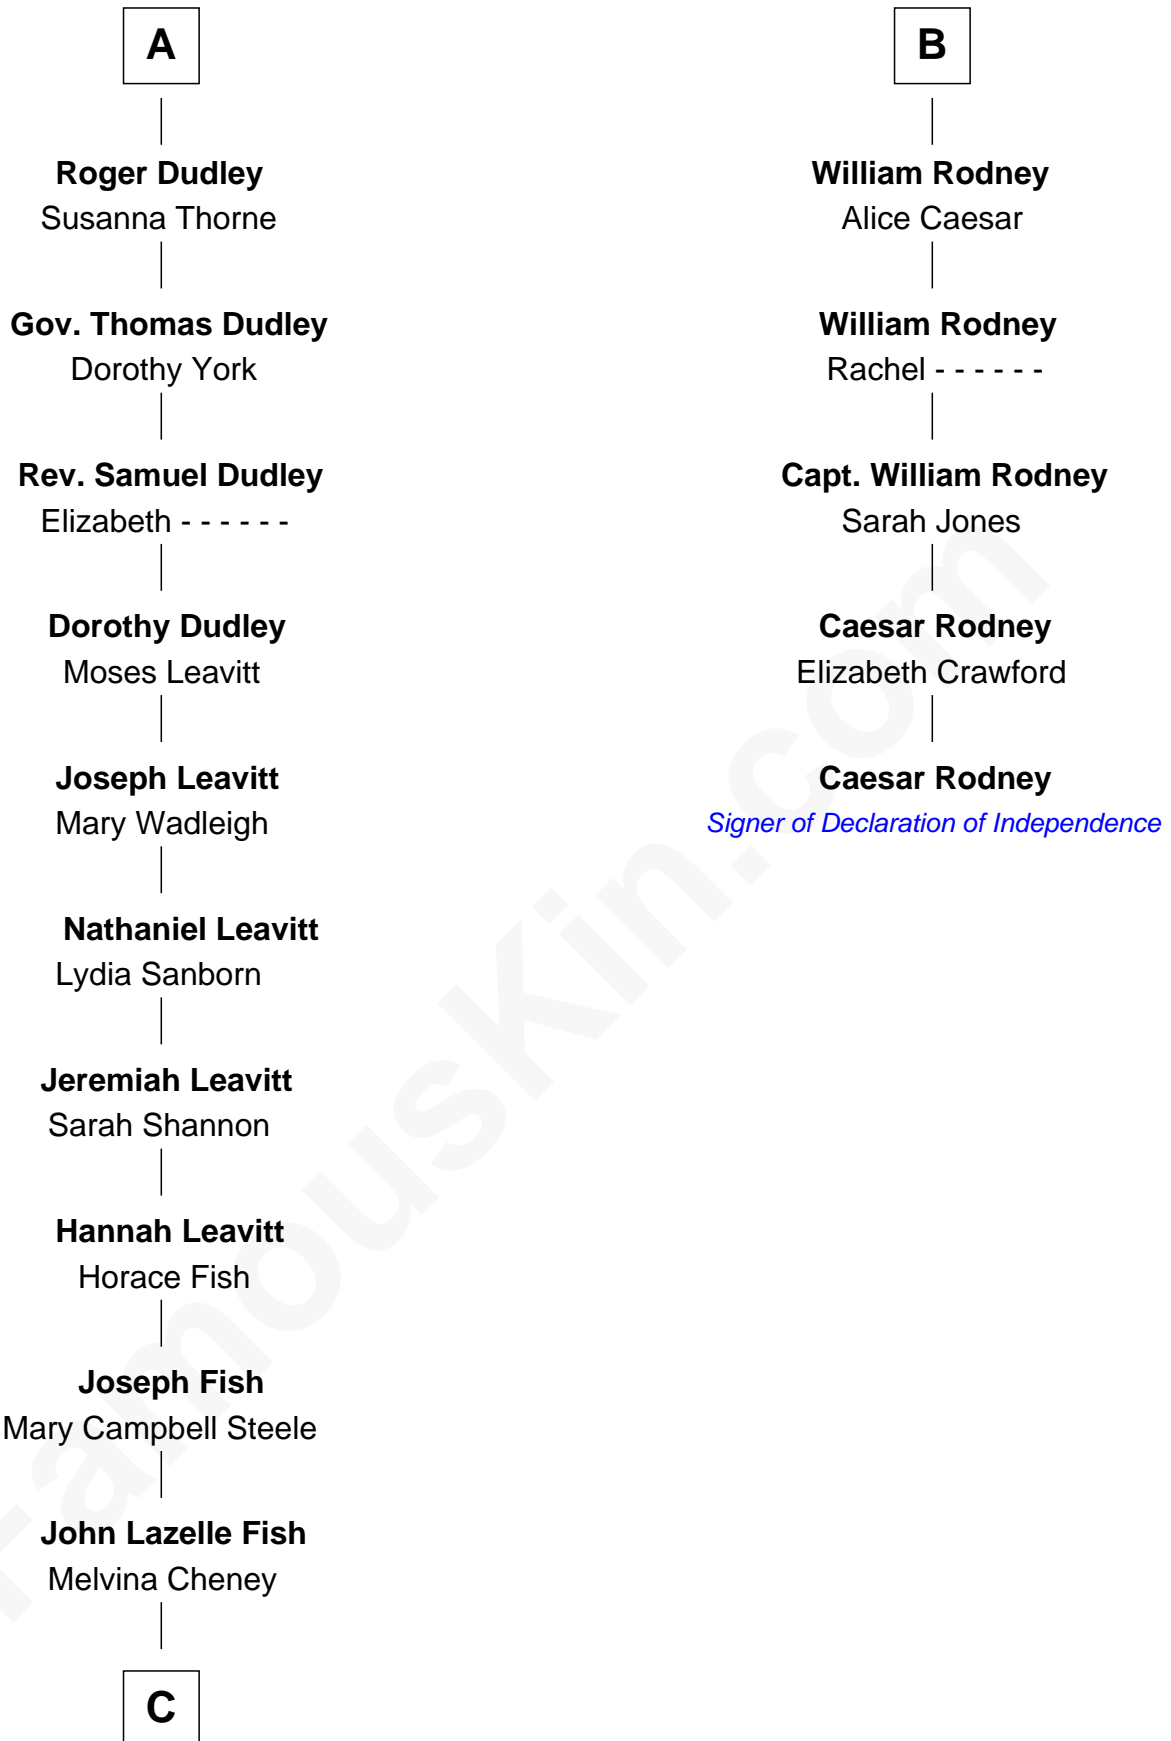 A
Roger Dudley
Susanna Thorne
Gov. Thomas Dudley
Dorothy York
Rev. Samuel Dudley
Elizabeth - - - - - -
Dorothy Dudley
Moses Leavitt
Joseph Leavitt
Mary Wadleigh
Nathaniel Leavitt
Lydia Sanborn
Jeremiah Leavitt
Sarah Shannon
Hannah Leavitt
Horace Fish
Joseph Fish
Mary Campbell Steele
John Lazelle Fish
Melvina Cheney
C
B
William Rodney
Alice Caesar
William Rodney
Rachel - - - - - -
Capt. William Rodney
Sarah Jones
Caesar Rodney
Elizabeth Crawford
Caesar Rodney
Signer of Declaration of Independence
FamousKin.com